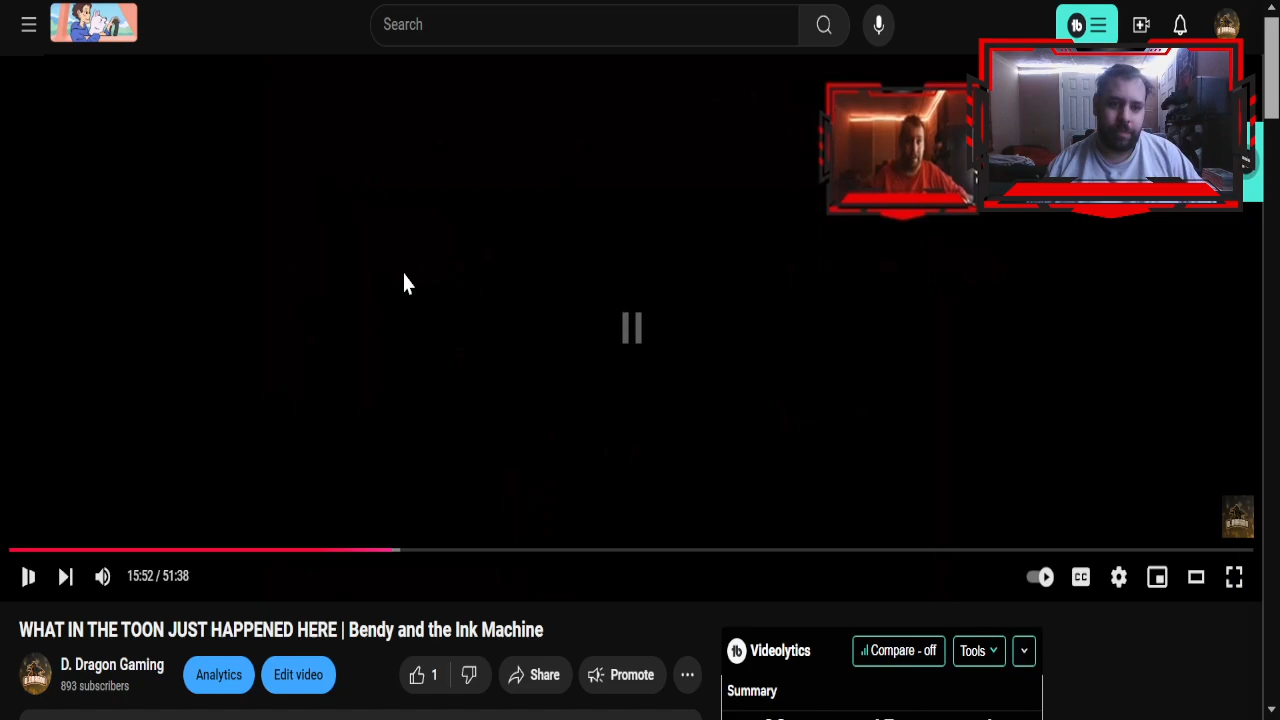 Search
15:52 / 51:38
CC
WHAT IN THE TOON JUST HAPPENED HERE | Bendy and the Ink Machine
D. Dragon Gaming
893 subscribers
Analytics
Edit video
1
Share
Promote
Videolytics
Compare - off
Tools
Summary